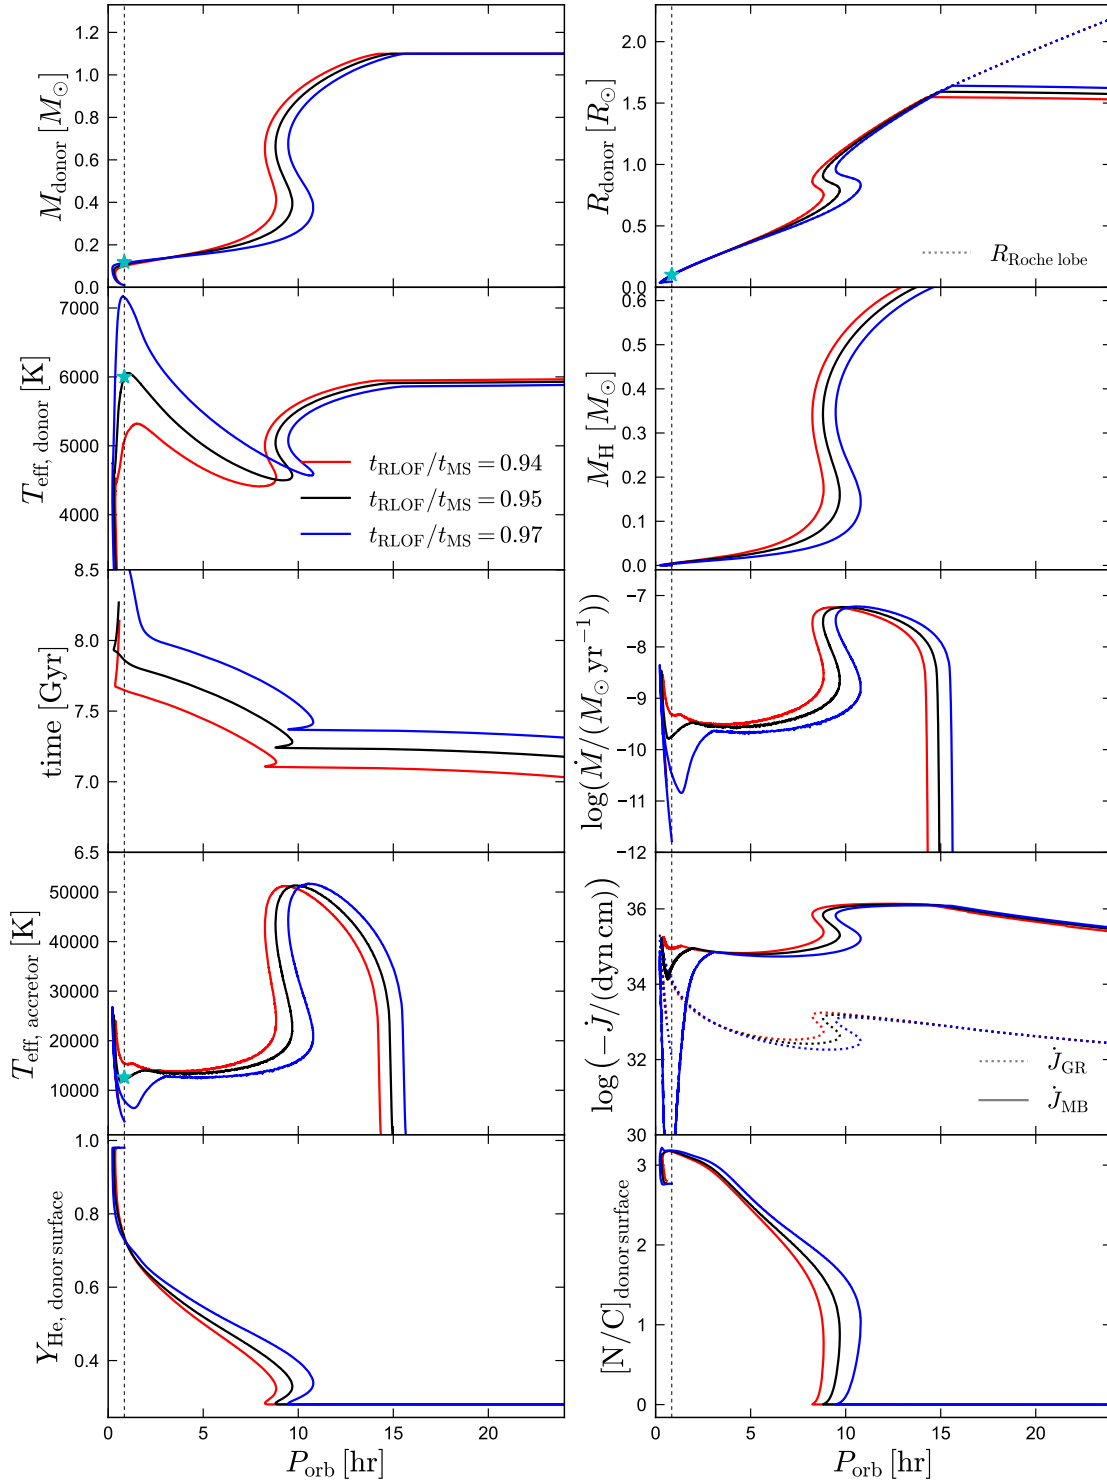 1.2
1.0
0.8
0.6
0.4
0.2
0.0
M_donor [M_⊙]
2.0
1.5
1.0
0.5
0.0
R_donor [R_⊙]
R_Roche lobe
7000
6000
5000
4000
T_eff, donor [K]
t_RLOF/t_MS = 0.94
t_RLOF/t_MS = 0.95
t_RLOF/t_MS = 0.97
0.6
0.5
0.4
0.3
0.2
0.1
0.0
M_H [M_⊙]
8.5
8.0
7.5
7.0
6.5
time [Gyr]
−7
−8
−9
−10
−11
−12
log(Ṁ/(M_⊙ yr⁻¹))
50000
40000
30000
20000
10000
T_eff, accretor [K]
36
34
32
30
log(−J̇/(dyn cm))
J̇_GR
J̇_MB
1.0
0.8
0.6
0.4
Y_He, donor surface
0 5 10 15 20
P_orb [hr]
3
2
1
0
[N/C]_donor surface
0 5 10 15 20
P_orb [hr]